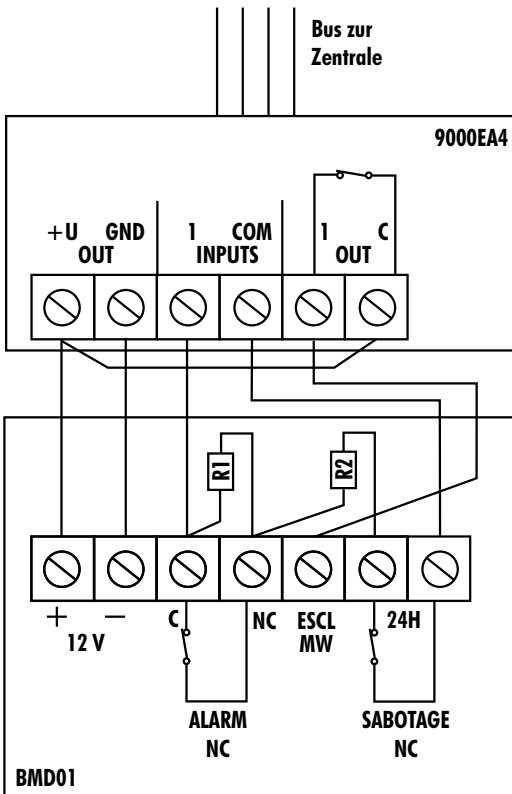 Bus zur
Zentrale
9000EA4
+U GND 1 COM 1 C
OUT INPUTS OUT
R1 R2
+ − C NC ESCL 24H
12 V MW
ALARM SABOTAGE
NC NC
BMD01